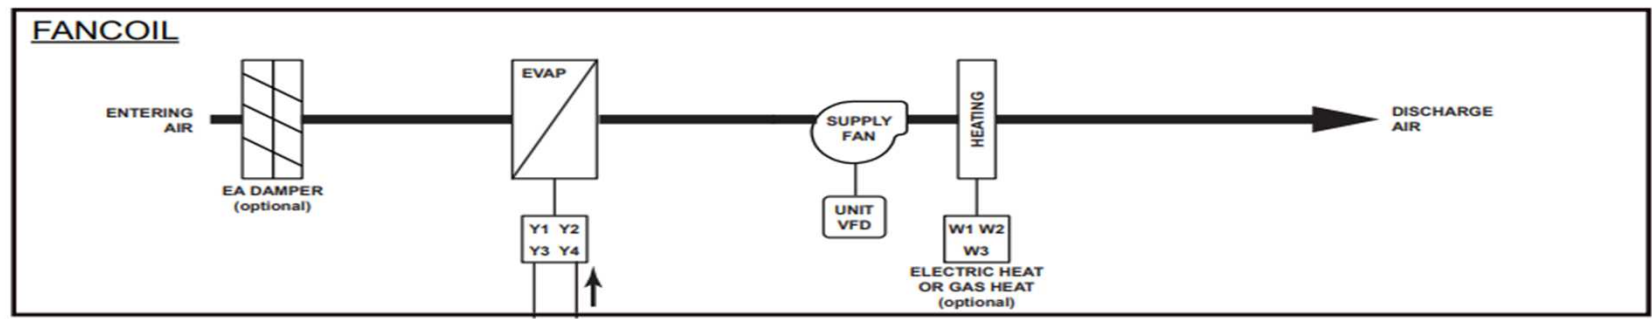 FANCOIL
ENTERING
AIR
EA DAMPER
(optional)
EVAP
Y1 Y2
Y3 Y4
SUPPLY
FAN
UNIT
VFD
HEATING
W1 W2
W3
ELECTRIC HEAT
OR GAS HEAT
(optional)
DISCHARGE
AIR